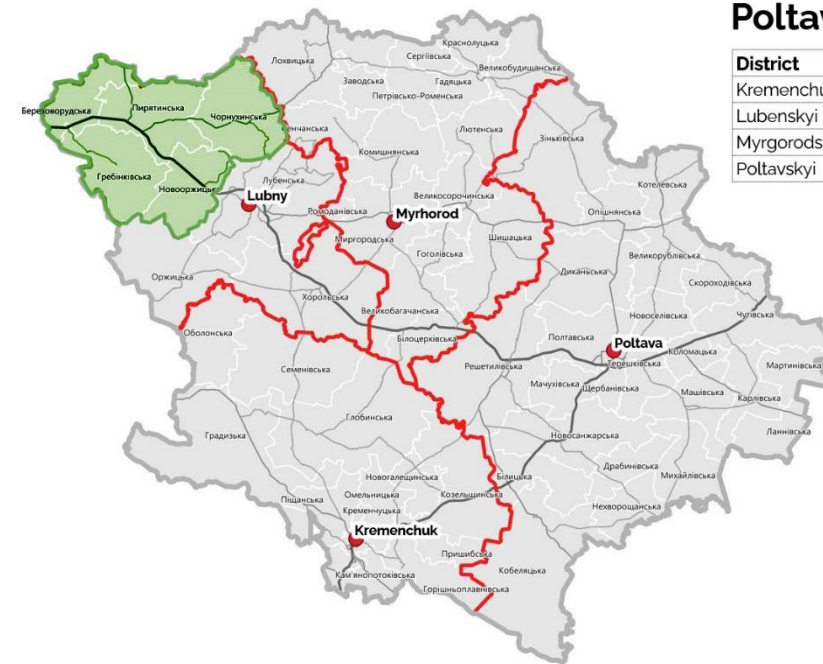 Poltav
District
Kremenchu
Lubenskyi
Myrgorods
Poltavskyi
Краснолуцька
Сергіївська
Лохвицька
Великобудищанська
Заводська
Гадяцька
Петрівсько-Роменська
Березоворудська
Пирятинська
Чорнухинська
Лютенська
Зіньківська
енчанська
Комишнянська
Гребінківська
Лубенська
Новооржицька
Котелевська
Lubny
Великосорочинська
Ромоданівська
Myrhorod
Опішнянська
Миргородська
Шишацька
Гоголівська
Великорублівська
Диканьська
Оржицька
Скороходівська
Хорольська
Великобагачанська
Новоселівська
Чутівська
Оболонська
Білоцерківська
Полтавська
Poltava
Коломацька
Семенівська
Решетилівська
Терешківська
Мартинівська
Мачухівська
Щербанівська
Машівська
Карлівська
Глобинська
Ланнівська
Градизька
Новосанжарська
Драбинівська
Михайлівська
Новогалещинська
Білицька
Піщанська
Омельницька
Козельщинська
Нехворощанська
Кременчуцька
Kremenchuk
Пришибська
Кобеляцька
Кам'янопотоківська
Горішньоплавнівська